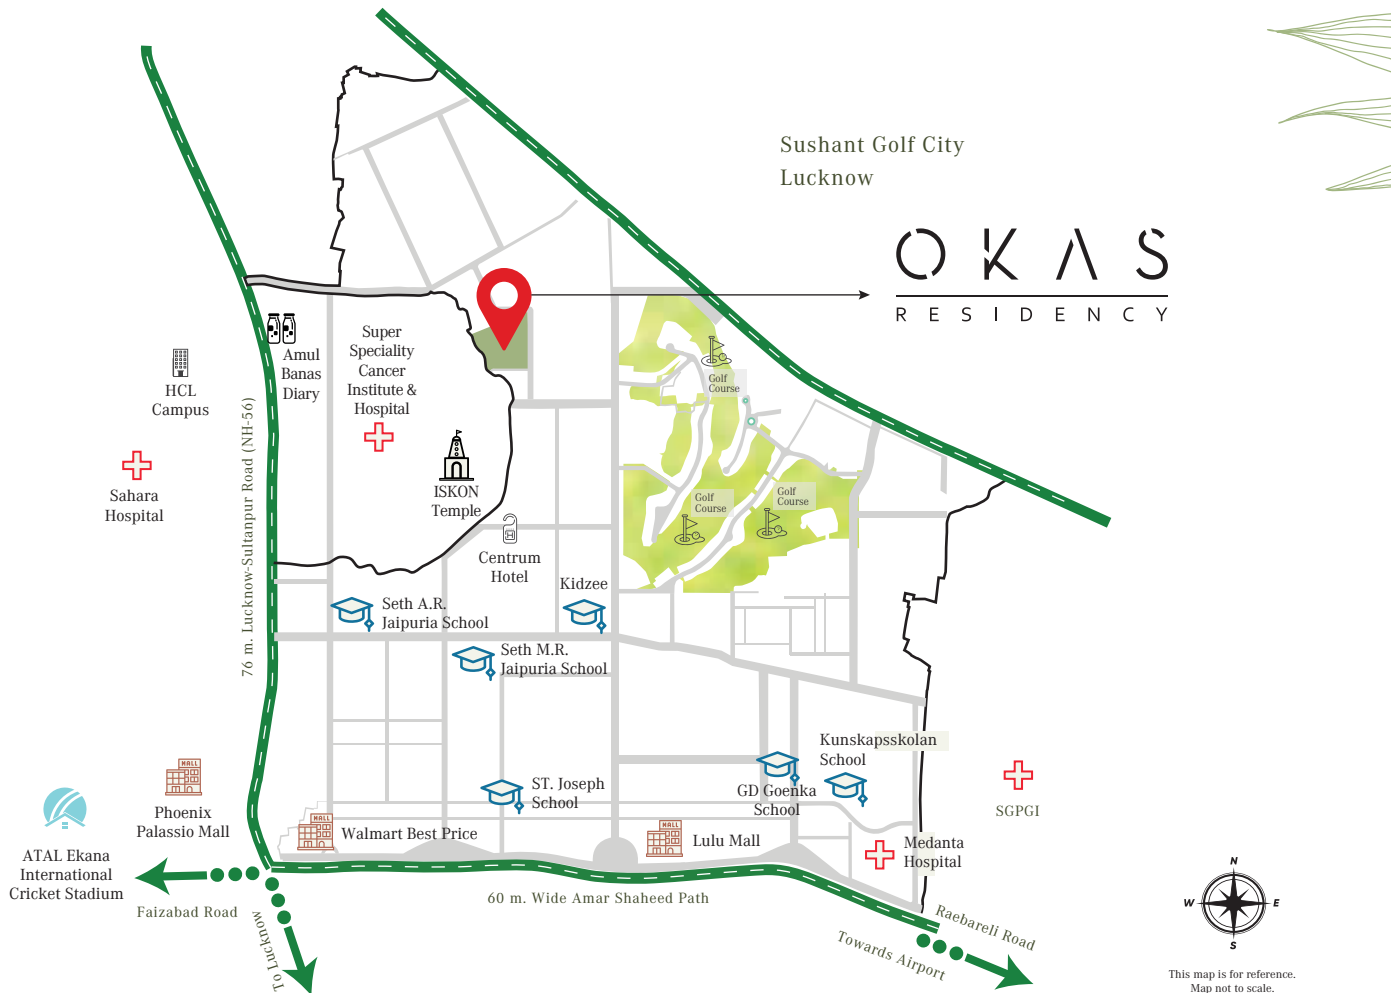 Sushant Golf City
Lucknow
OKAS
RESIDENCY
Amul
Banas
Diary
Super
Speciality
Cancer
Institute &
Hospital
HCL
Campus
Golf
Course
76 m. Lucknow-Sultanpur Road (NH-56)
Sahara
Hospital
ISKON
Temple
Golf
Course
Golf
Course
Centrum
Hotel
Kidzee
Seth A.R.
Jaipuria School
Seth M.R.
Jaipuria School
Kunskapsskolan
School
MALL
Phoenix
Palassio Mall
ST. Joseph
School
GD Goenka
School
SGPGI
MALL
Walmart Best Price
MALL
Lulu Mall
Medanta
Hospital
ATAL Ekana
International
Cricket Stadium
Faizabad Road
To Lucknow
60 m. Wide Amar Shaheed Path
Raebareli Road
Towards Airport
N
W
E
S
This map is for reference.
Map not to scale.